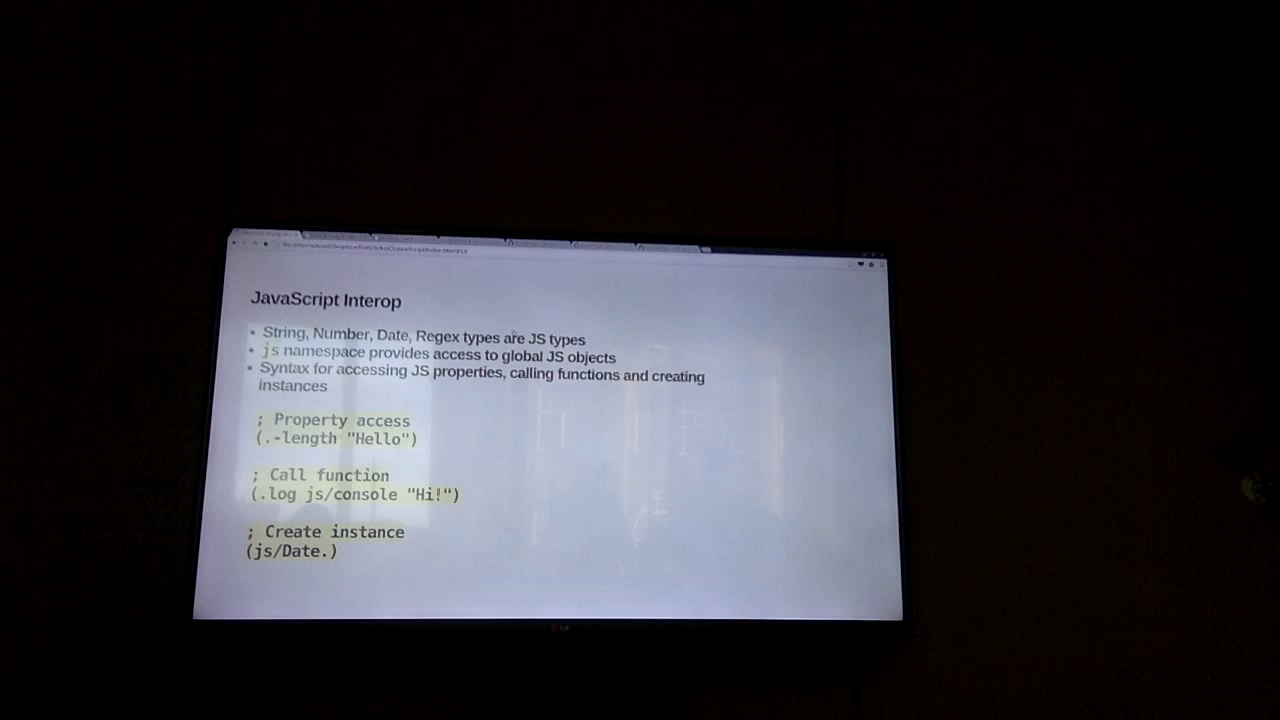 JavaScript Interop
• String, Number, Date, Regex types are JS types
• js namespace provides access to global JS objects
• Syntax for accessing JS properties, calling functions and creating
instances
; Property access
(.-length "Hello")
; Call function
(.log js/console "Hi!")
; Create instance
(js/Date.)
LG